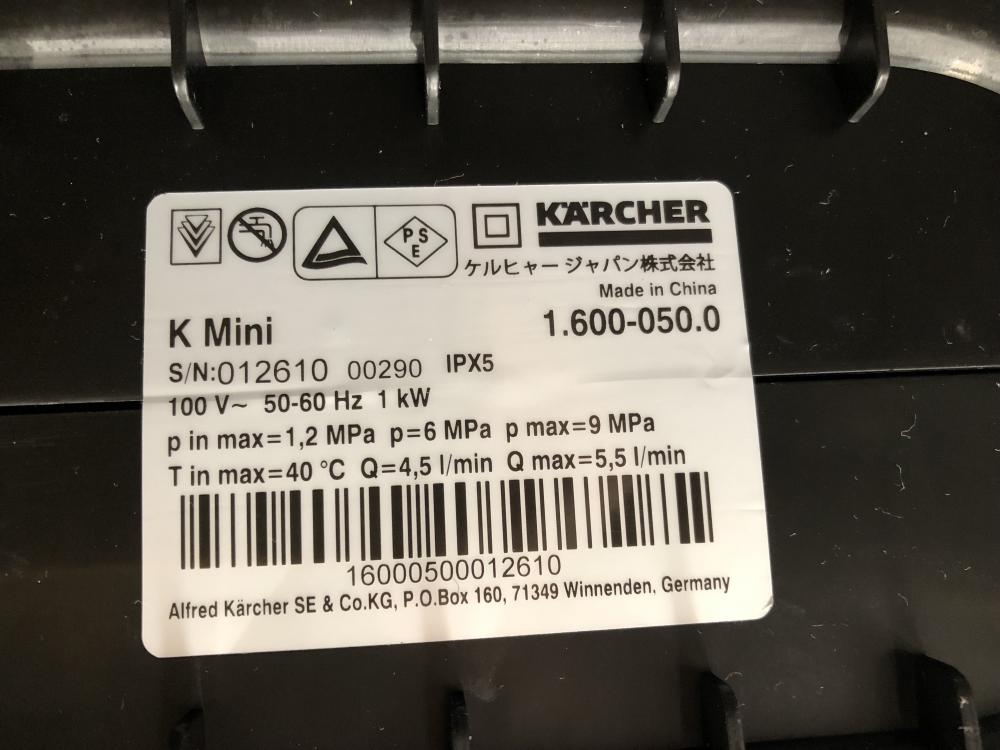 PS
E
KÄRCHER
ケルヒャー ジャパン株式会社
Made in China
K Mini
1.600-050.0
S/N:012610 00290 IPX5
100 V~ 50-60 Hz 1 kW
p in max=1,2 MPa p=6 MPa p max=9 MPa
T in max=40 °C Q=4,5 l/min Q max=5,5 l/min
16000500012610
Alfred Kärcher SE & Co.KG, P.O.Box 160, 71349 Winnenden, Germany